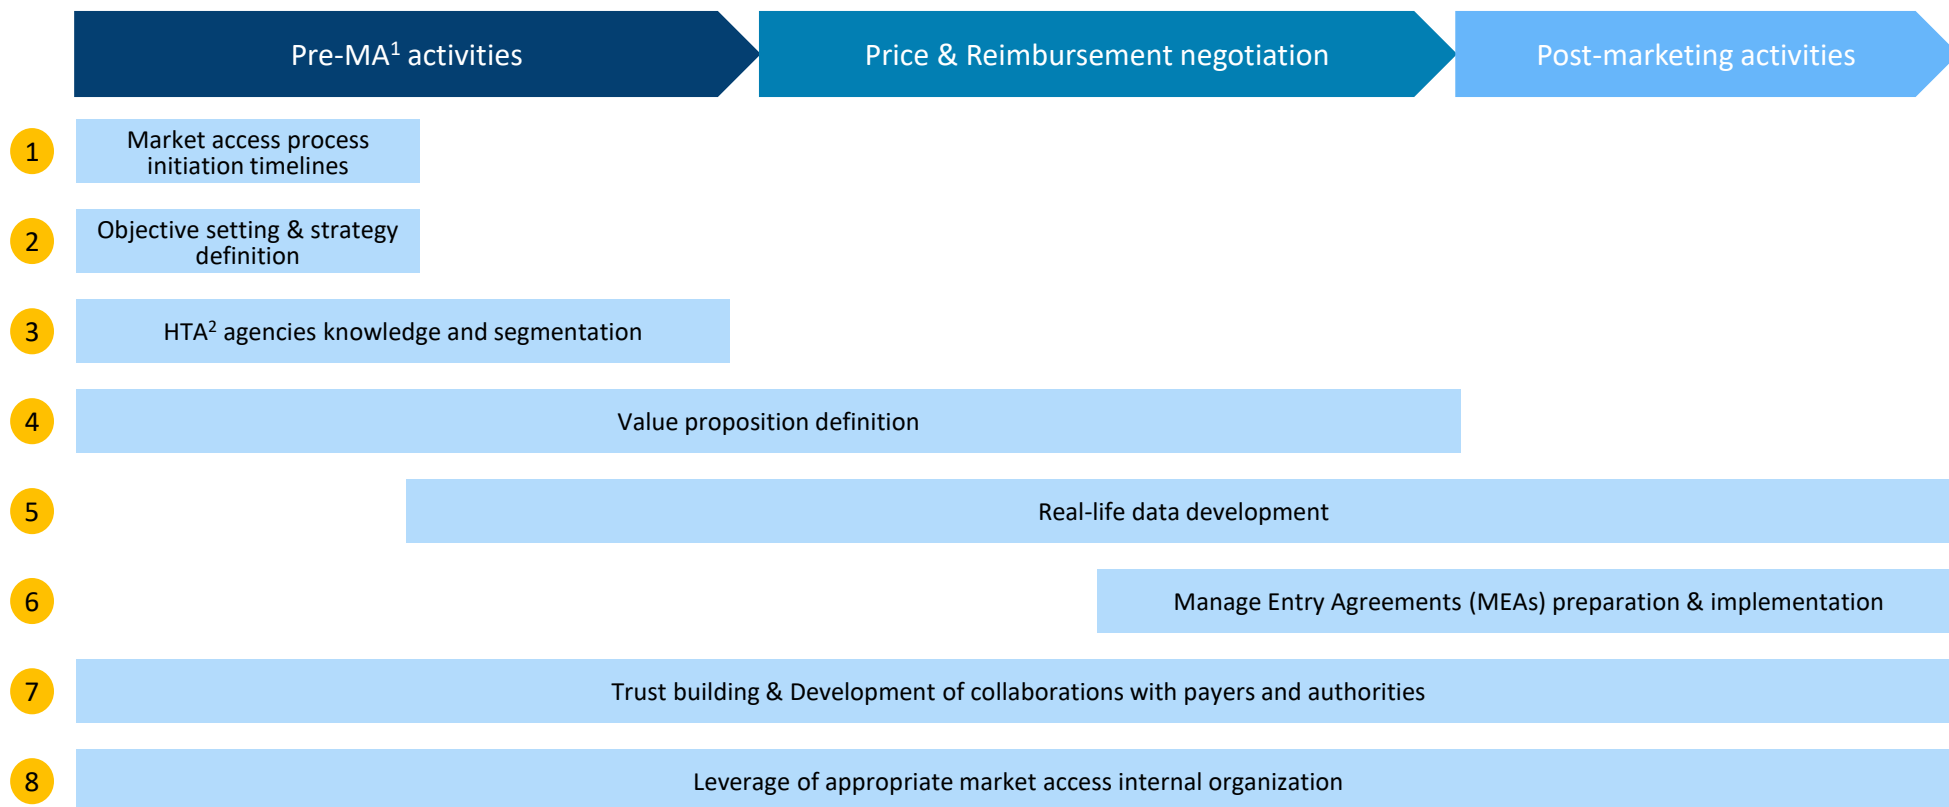 Pre-MA¹ activities
Price & Reimbursement negotiation
Post-marketing activities
1
Market access process
initiation timelines
2
Objective setting & strategy
definition
3
HTA² agencies knowledge and segmentation
4
Value proposition definition
5
Real-life data development
6
Manage Entry Agreements (MEAs) preparation & implementation
7
Trust building & Development of collaborations with payers and authorities
8
Leverage of appropriate market access internal organization